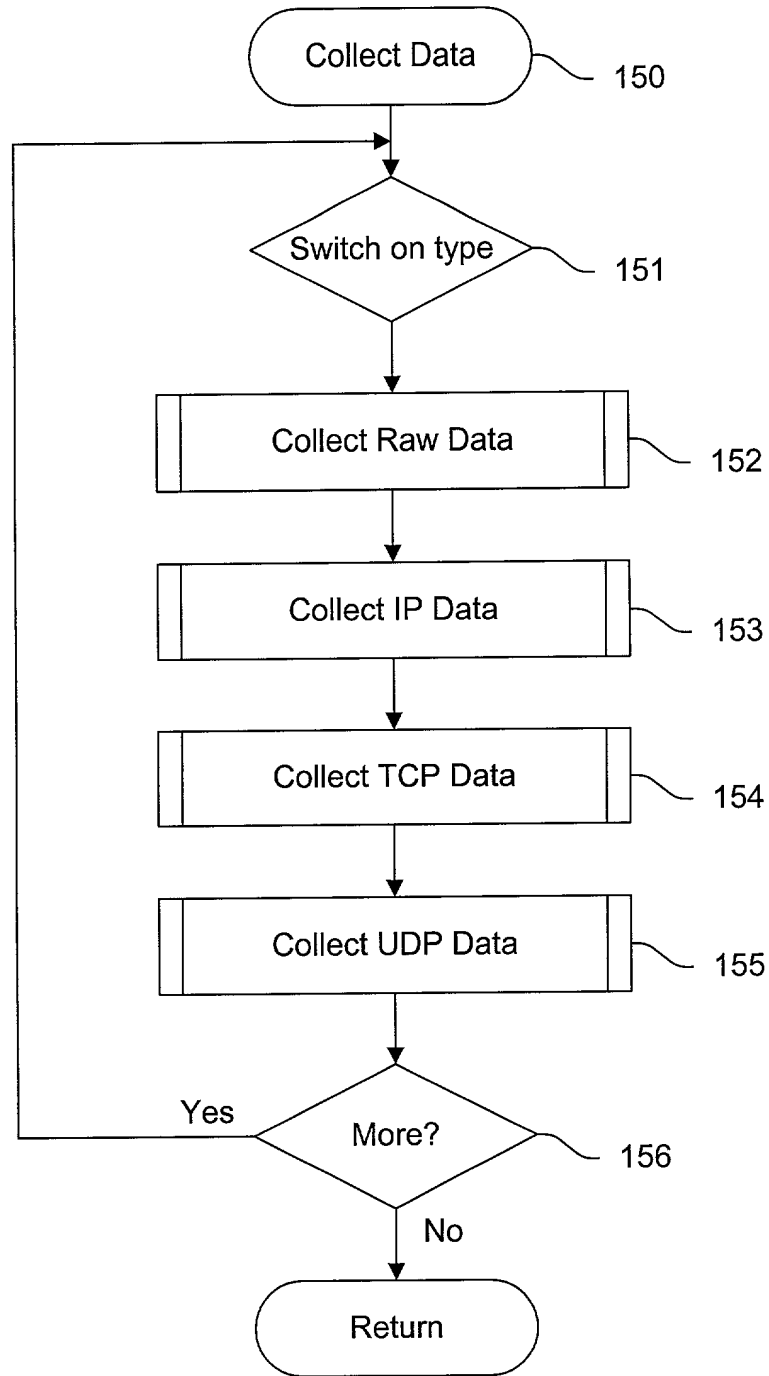 Collect Data
150
Switch on type
151
Collect Raw Data
152
Collect IP Data
153
Collect TCP Data
154
Collect UDP Data
155
Yes
More?
156
No
Return